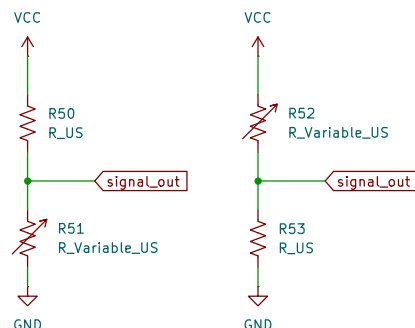 VCC
R50
R_US
signal_out
R51
R_Variable_US
GND
VCC
R52
R_Variable_US
signal_out
R53
R_US
GND